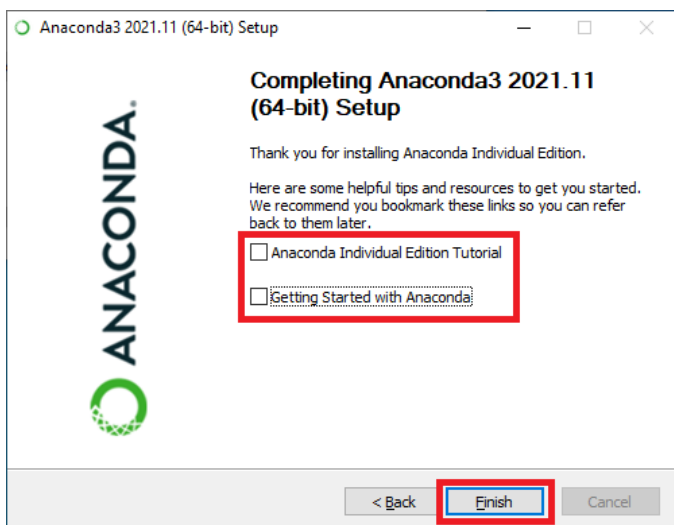 Anaconda3 2021.11 (64-bit) Setup
ANACONDA.
Completing Anaconda3 2021.11
(64-bit) Setup
Thank you for installing Anaconda Individual Edition.
Here are some helpful tips and resources to get you started.
We recommend you bookmark these links so you can refer
back to them later.
Anaconda Individual Edition Tutorial
Getting Started with Anaconda
< Back Finish Cancel